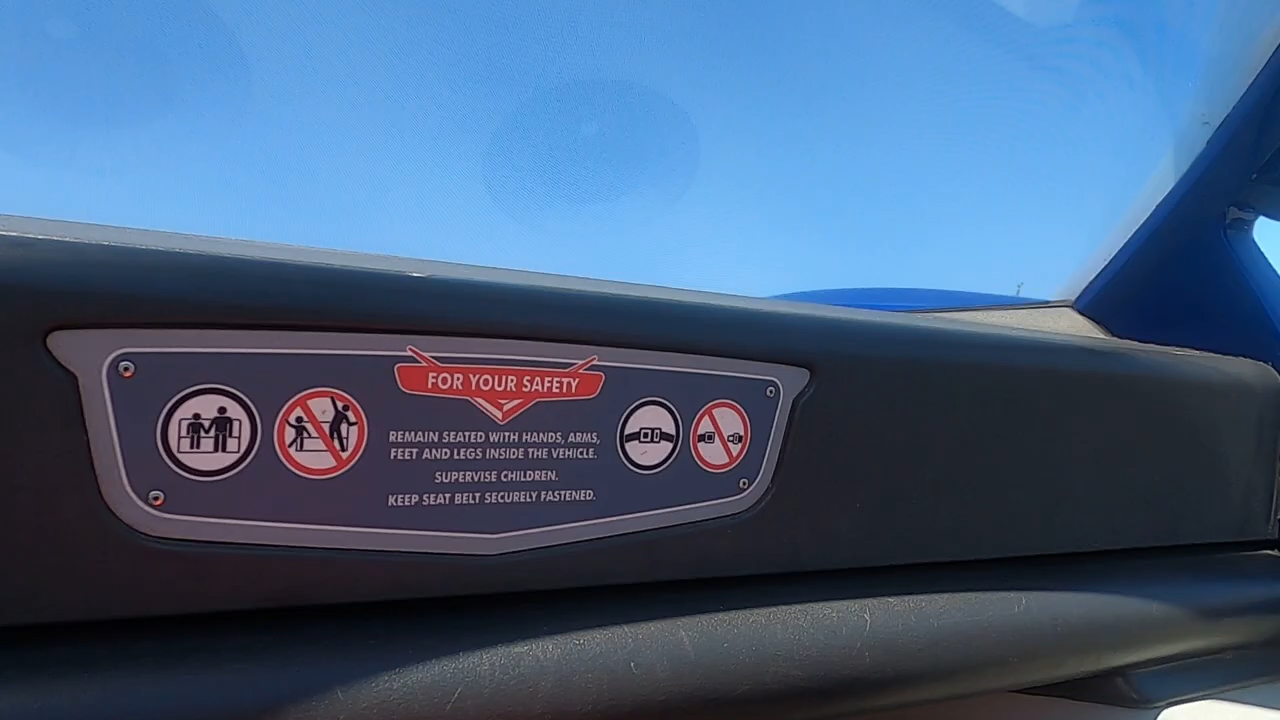 FOR YOUR SAFETY
REMAIN SEATED WITH HANDS, ARMS,
FEET AND LEGS INSIDE THE VEHICLE.
SUPERVISE CHILDREN.
KEEP SEAT BELT SECURELY FASTENED.